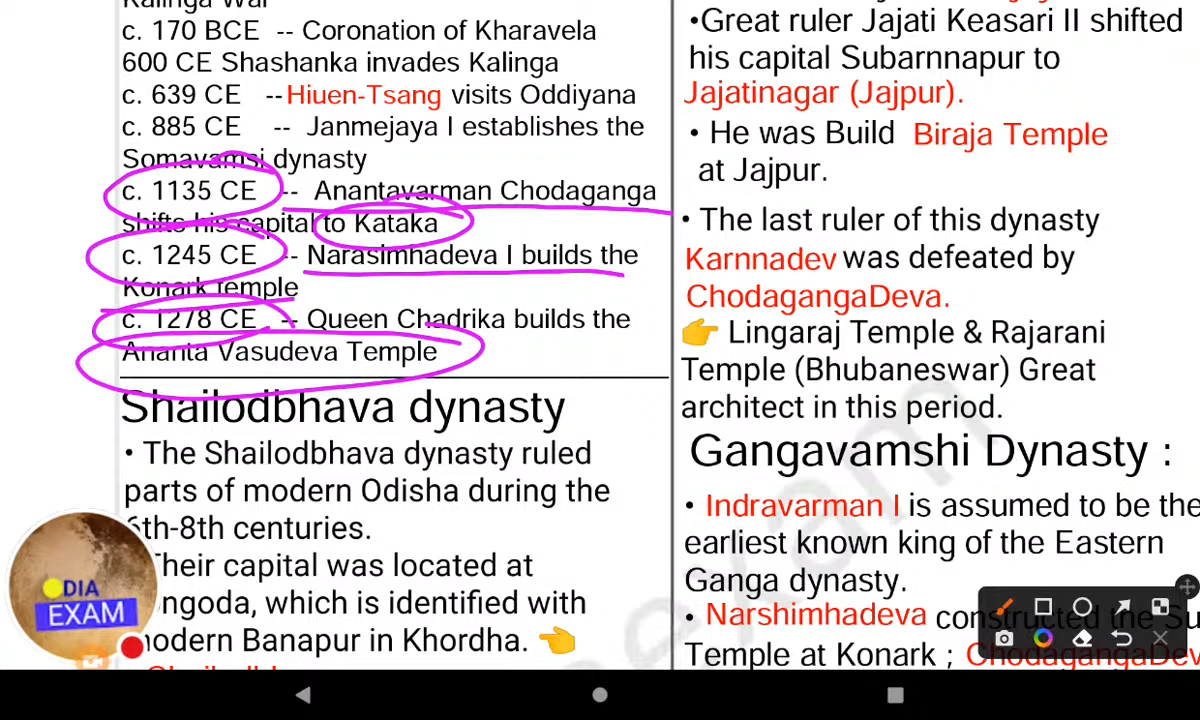 c. 170 BCE -- Coronation of Kharavela
600 CE Shashanka invades Kalinga
c. 639 CE --Hiuen-Tsang visits Oddiyana
c. 885 CE -- Janmejaya I establishes the
Somavamsi dynasty
c. 1135 CE -- Anantavarman Chodaganga
shifts his capital to Kataka
c. 1245 CE -- Narasimhadeva I builds the
Konark temple
c. 1278 CE -- Queen Chadrika builds the
Ananta Vasudeva Temple
Shailodbhava dynasty
• The Shailodbhava dynasty ruled
parts of modern Odisha during the
6th-8th centuries.
Their capital was located at
which is identified with
modern Banapur in Khordha. 👈
•Great ruler Jajati Keasari II shifted
his capital Subarnnapur to
Jajatinagar (Jajpur).
• He was Build Biraja Temple
at Jajpur.
• The last ruler of this dynasty
Karnnadev was defeated by
ChodagangaDeva.
👉 Lingaraj Temple & Rajarani
Temple (Bhubaneswar) Great
architect in this period.
Gangavamshi Dynasty :
• Indravarman I is assumed to be the
earliest known king of the Eastern
Ganga dynasty.
• Narshimhadeva constructed the
Temple at Konark ;
ODIA
EXAM